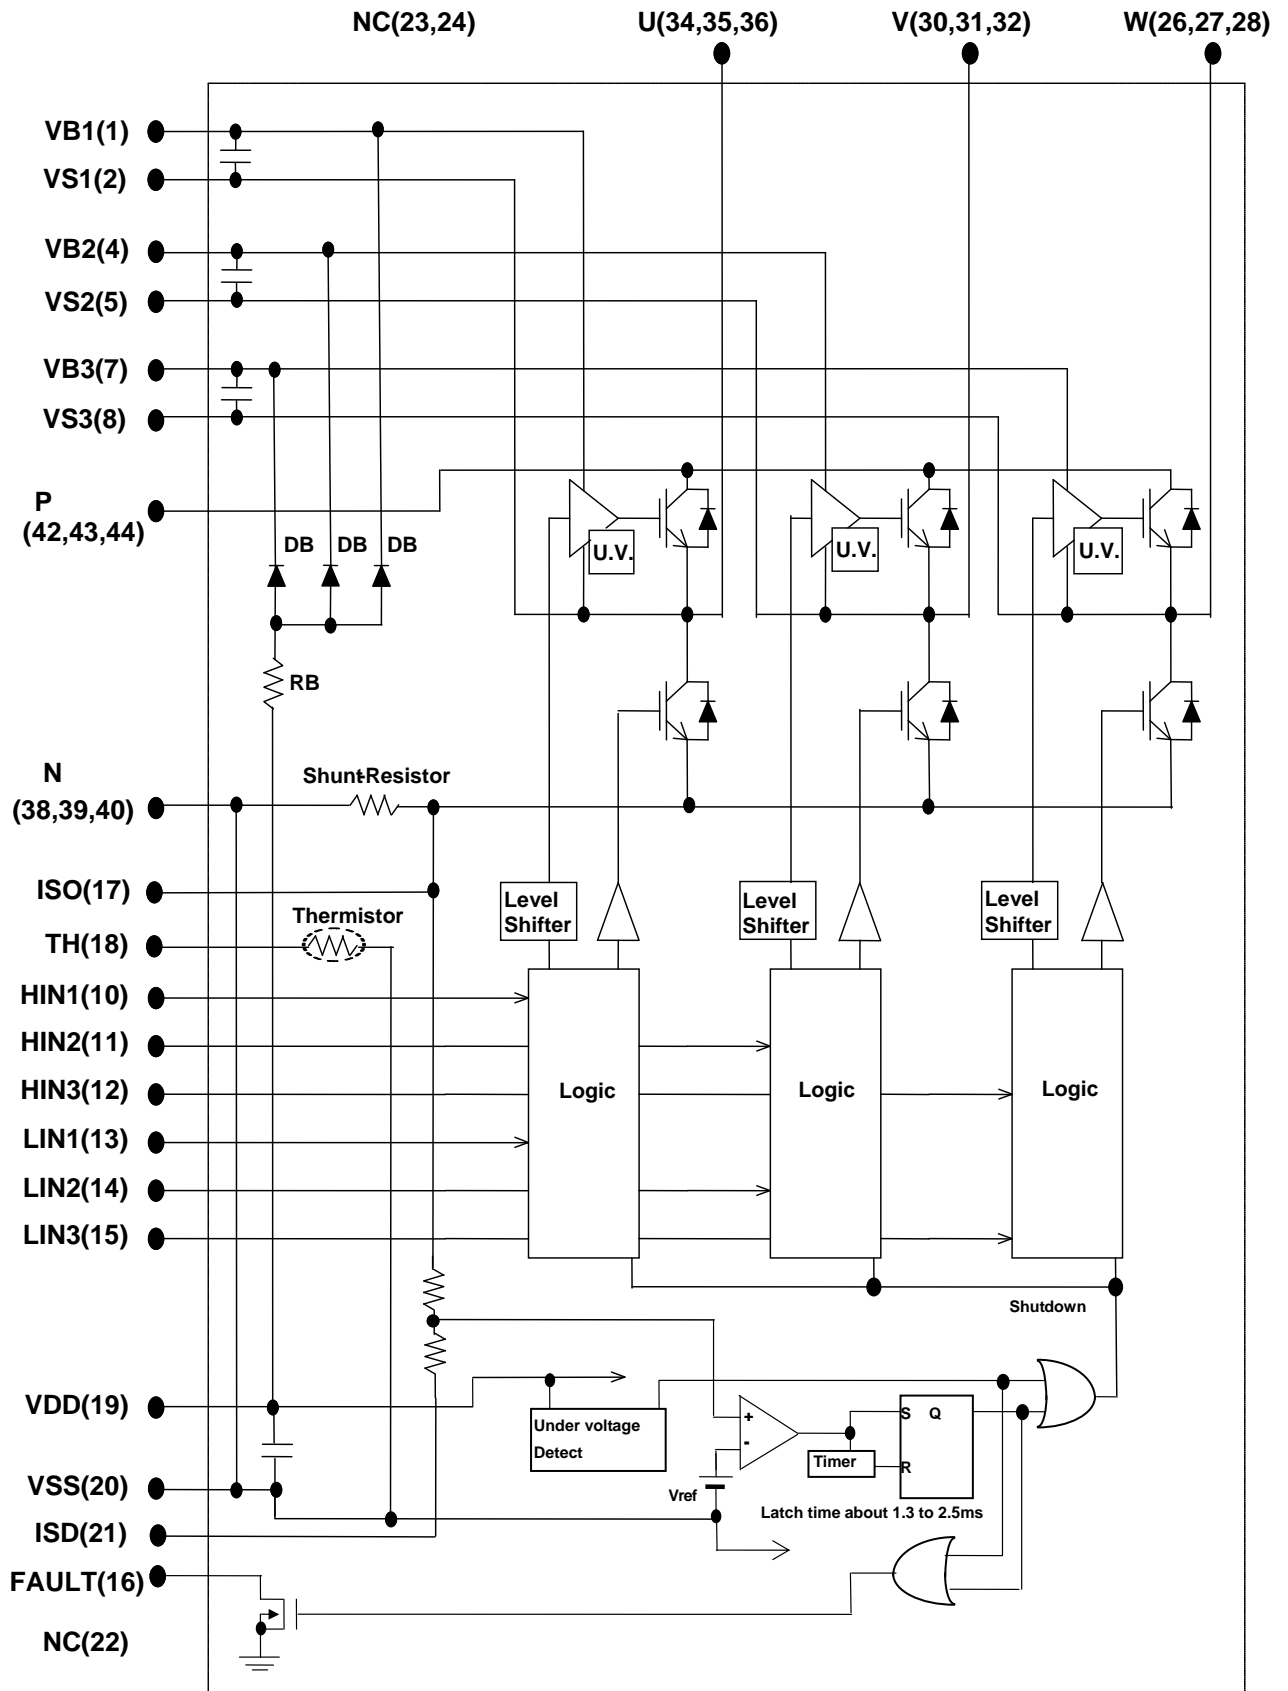 NC(23,24)
U(34,35,36)
V(30,31,32)
W(26,27,28)
VB1(1)
VS1(2)
VB2(4)
VS2(5)
VB3(7)
VS3(8)
P
(42,43,44)
DB
DB
DB
U.V.
U.V.
U.V.
RB
N
(38,39,40)
Shunt-Resistor
ISO(17)
Thermistor
TH(18)
Level
Shifter
Level
Shifter
Level
Shifter
HIN1(10)
HIN2(11)
HIN3(12)
LIN1(13)
LIN2(14)
LIN3(15)
Logic
Logic
Logic
Shutdown
VDD(19)
Under voltage
Detect
+
-
S Q
R
Timer
Vref
Latch time about 1.3 to 2.5ms
VSS(20)
ISD(21)
FAULT(16)
NC(22)